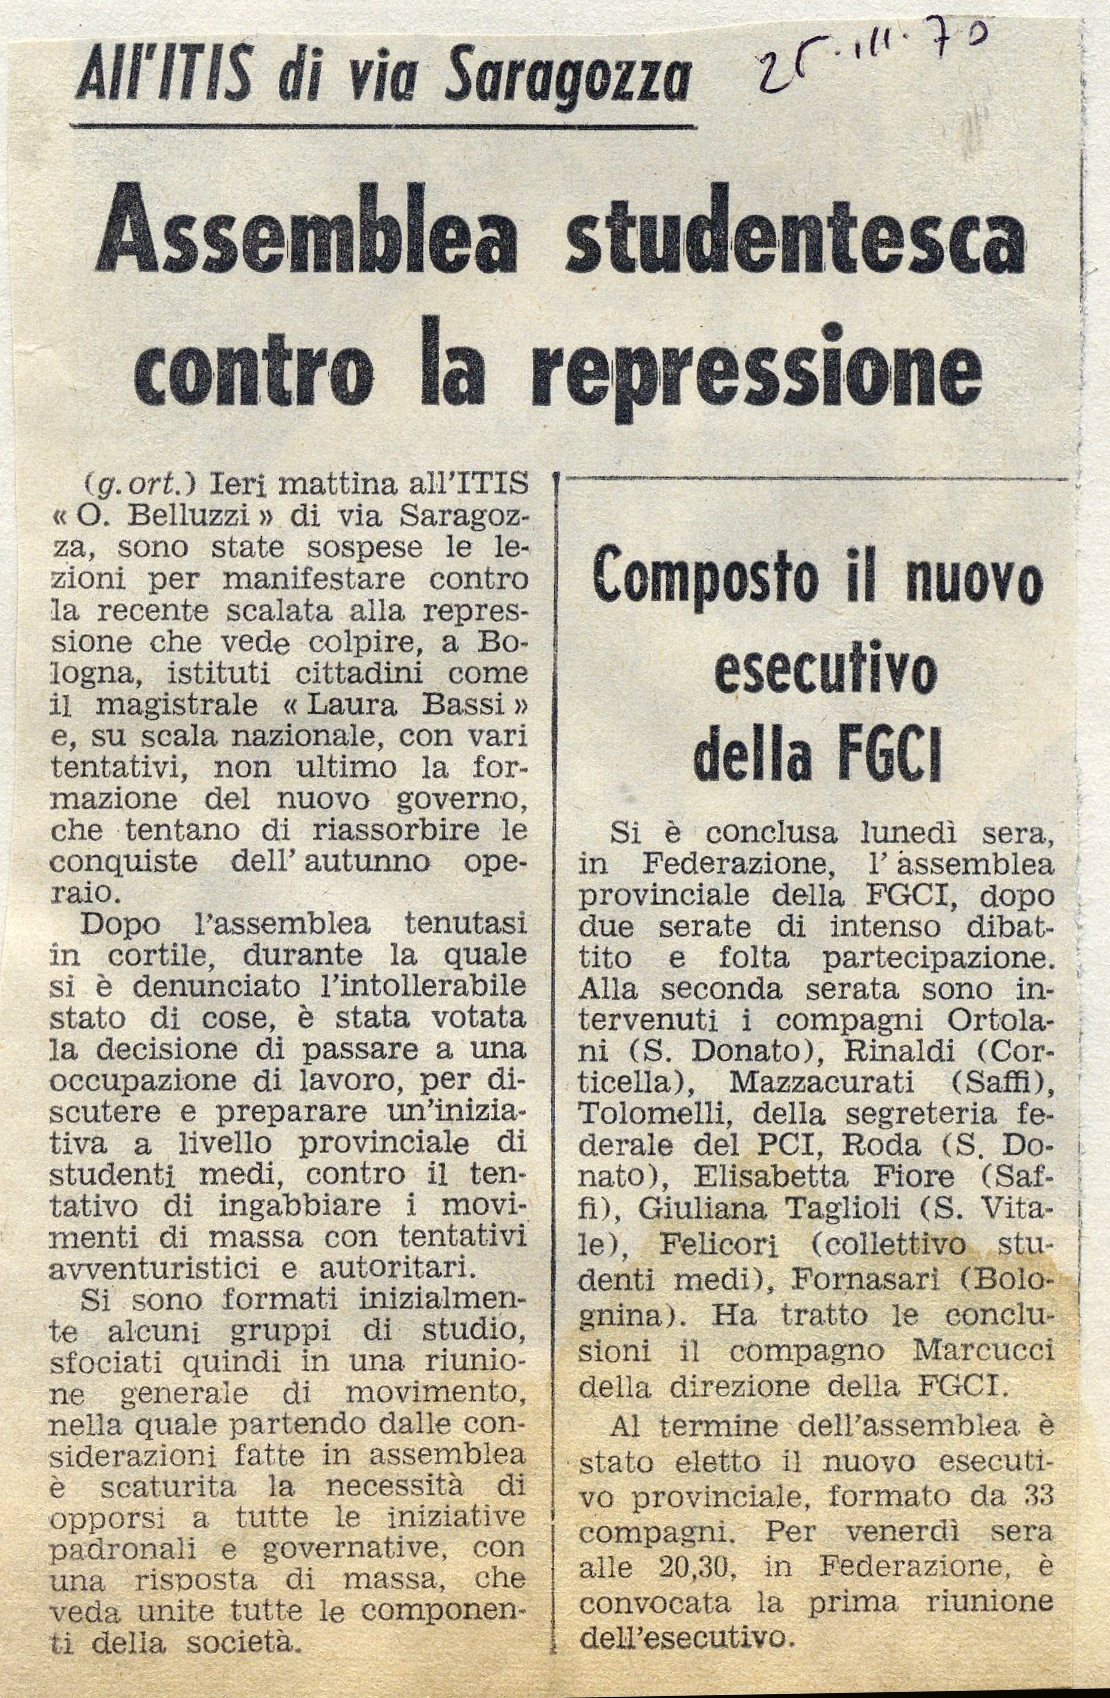 25.III.70
All'ITIS di via Saragozza
Assemblea studentesca
contro la repressione
(g. ort.) Ieri mattina all'ITIS
« O. Belluzzi » di via Saragoz-
za, sono state sospese le le-
zioni per manifestare contro
la recente scalata alla repres-
sione che vede colpire, a Bo-
logna, istituti cittadini come
il magistrale « Laura Bassi »
e, su scala nazionale, con vari
tentativi, non ultimo la for-
mazione del nuovo governo,
che tentano di riassorbire le
conquiste dell'autunno ope-
raio.
Dopo l'assemblea tenutasi
in cortile, durante la quale
si è denunciato l'intollerabile
stato di cose, è stata votata
la decisione di passare a una
occupazione di lavoro, per di-
scutere e preparare un'inizia-
tiva a livello provinciale di
studenti medi, contro il ten-
tativo di ingabbiare i movi-
menti di massa con tentativi
avventuristici e autoritari.
Si sono formati inizialmen-
te alcuni gruppi di studio,
sfociati quindi in una riunio-
ne generale di movimento,
nella quale partendo dalle con-
siderazioni fatte in assemblea
è scaturita la necessità di
opporsi a tutte le iniziative
padronali e governative, con
una risposta di massa, che
veda unite tutte le componen-
ti della società.
Composto il nuovo
esecutivo
della FGCI
Si è conclusa lunedì sera,
in Federazione, l'assemblea
provinciale della FGCI, dopo
due serate di intenso dibat-
tito e folta partecipazione.
Alla seconda serata sono in-
tervenuti i compagni Ortola-
ni (S. Donato), Rinaldi (Cor-
ticella), Mazzacurati (Saffi),
Tolomelli, della segreteria fe-
derale del PCI, Roda (S. Do-
nato), Elisabetta Fiore (Saf-
fi), Giuliana Taglioli (S. Vita-
le), Felicori (collettivo stu-
denti medi), Fornasari (Bolo-
gnina). Ha tratto le conclu-
sioni il compagno Marcucci
della direzione della FGCI.
Al termine dell'assemblea è
stato eletto il nuovo esecuti-
vo provinciale, formato da 33
compagni. Per venerdì sera
alle 20,30, in Federazione, è
convocata la prima riunione
dell'esecutivo.